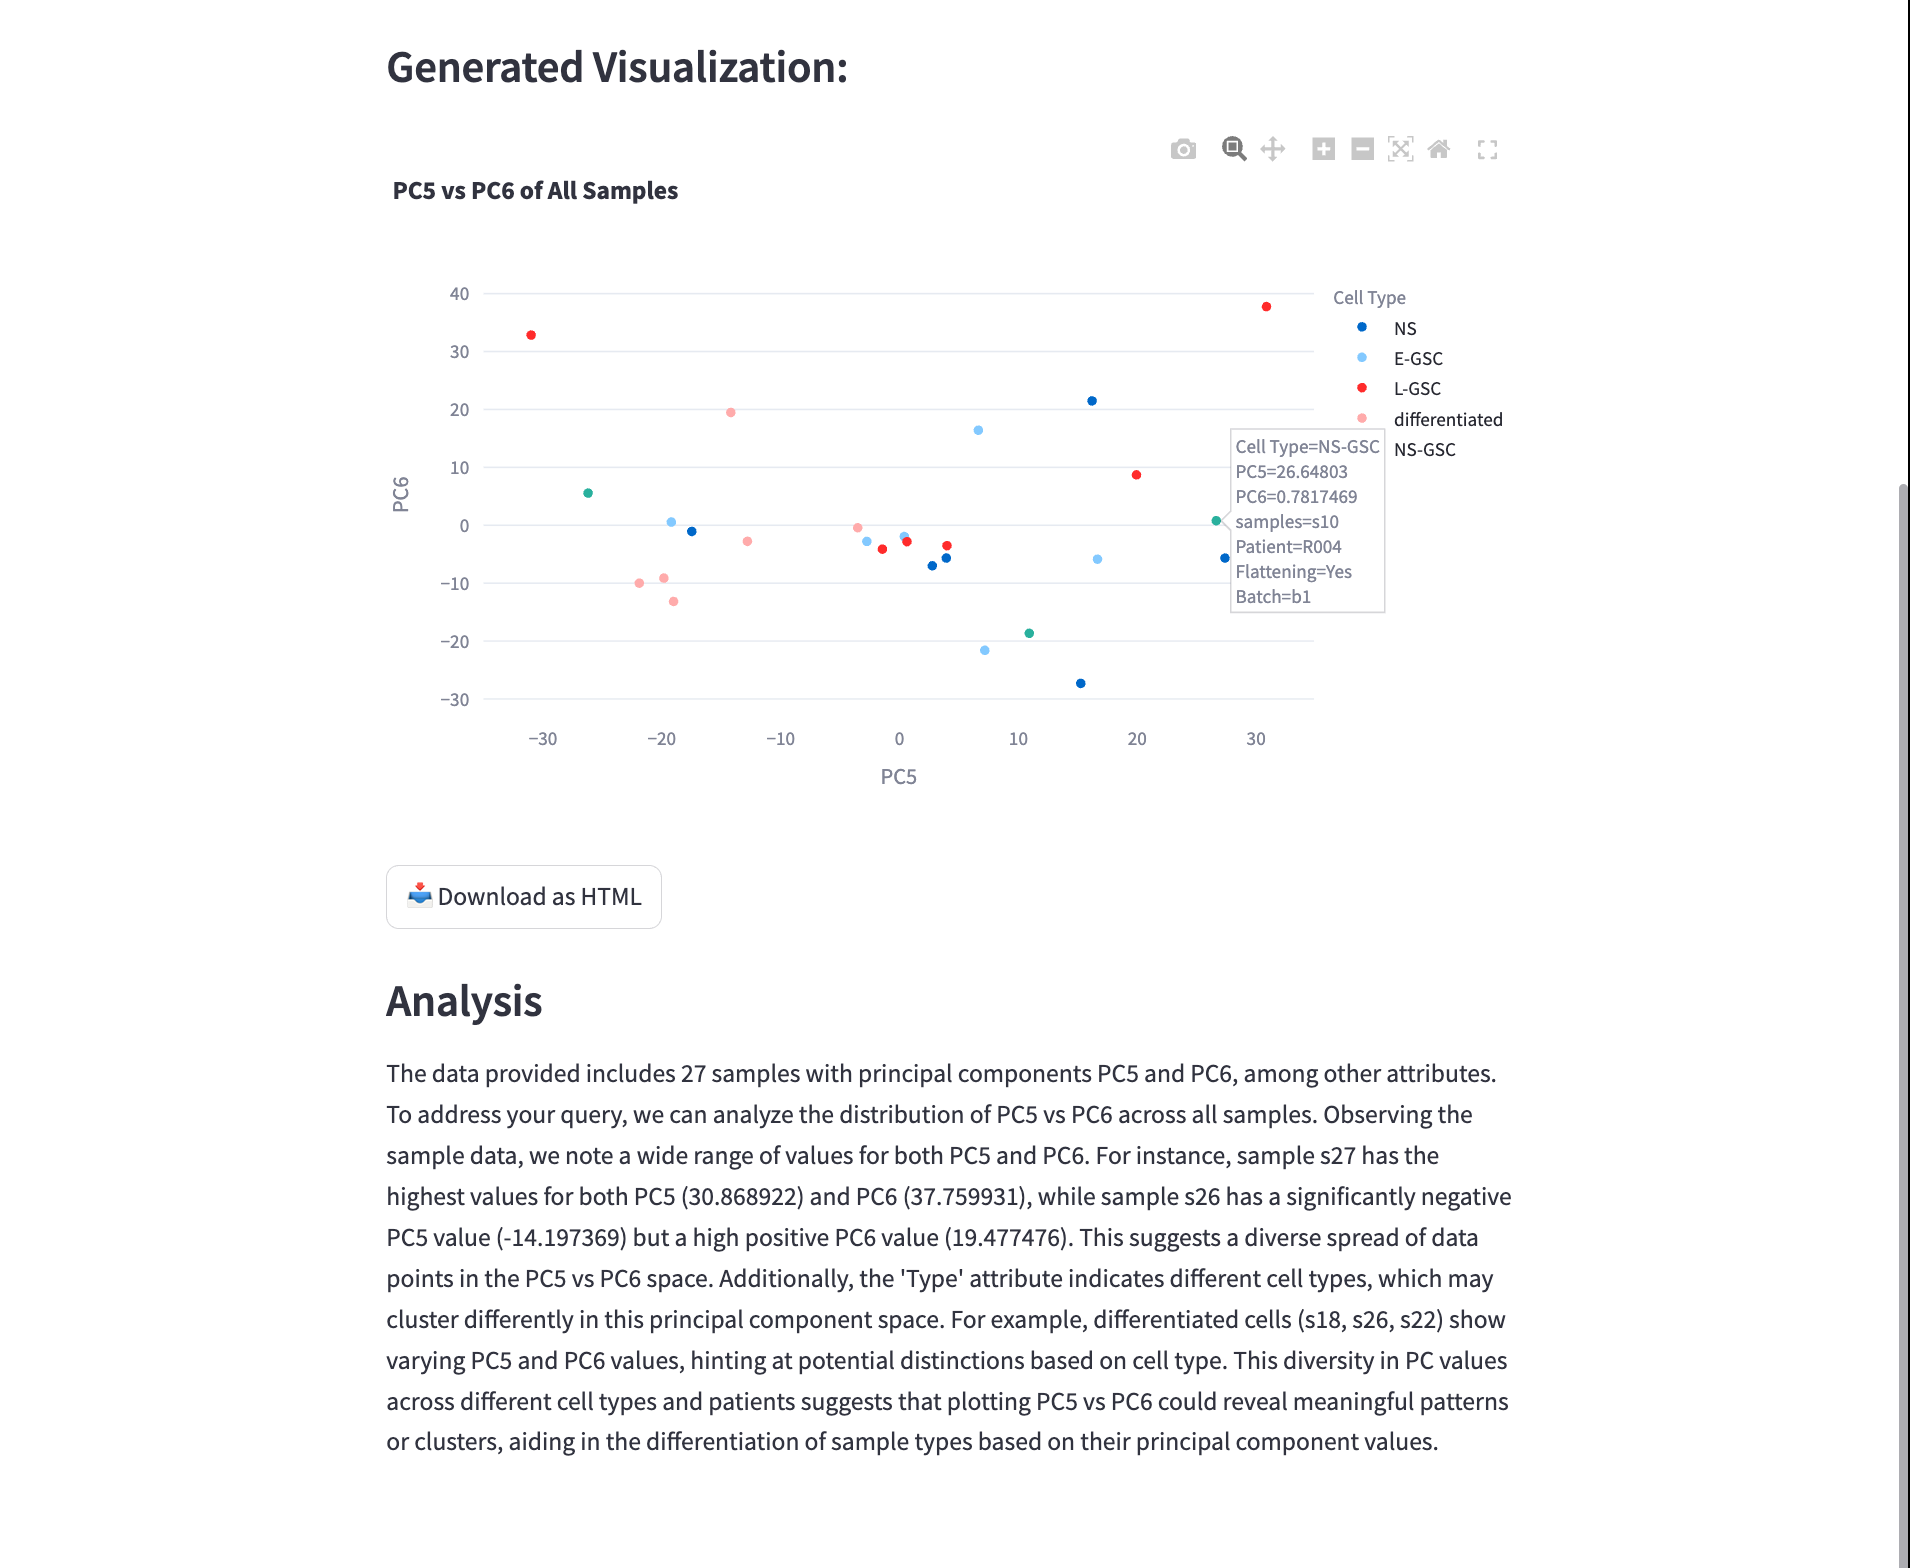 Generated Visualization:
PC5 vs PC6 of All Samples
40
30
20
10
0
−10
−20
−30
PC6
−30
−20
−10
0
10
20
30
PC5
Cell Type
NS
E-GSC
L-GSC
differentiated
NS-GSC
Cell Type=NS-GSC
PC5=26.64803
PC6=0.7817469
samples=s10
Patient=R004
Flattening=Yes
Batch=b1
Download as HTML
Analysis
The data provided includes 27 samples with principal components PC5 and PC6, among other attributes.
To address your query, we can analyze the distribution of PC5 vs PC6 across all samples. Observing the
sample data, we note a wide range of values for both PC5 and PC6. For instance, sample s27 has the
highest values for both PC5 (30.868922) and PC6 (37.759931), while sample s26 has a significantly negative
PC5 value (-14.197369) but a high positive PC6 value (19.477476). This suggests a diverse spread of data
points in the PC5 vs PC6 space. Additionally, the 'Type' attribute indicates different cell types, which may
cluster differently in this principal component space. For example, differentiated cells (s18, s26, s22) show
varying PC5 and PC6 values, hinting at potential distinctions based on cell type. This diversity in PC values
across different cell types and patients suggests that plotting PC5 vs PC6 could reveal meaningful patterns
or clusters, aiding in the differentiation of sample types based on their principal component values.